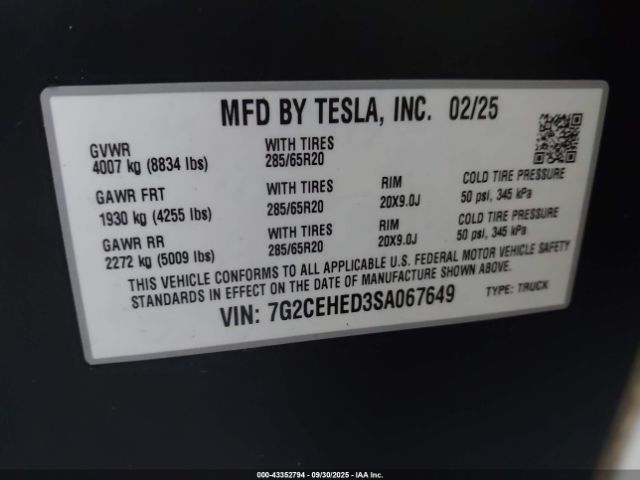 MFD BY TESLA, INC. 02/25
GVWR
4007 kg (8834 lbs)
WITH TIRES
285/65R20
GAWR FRT
1930 kg (4255 lbs)
WITH TIRES
285/65R20
RIM
20X9.0J
COLD TIRE PRESSURE
50 psi, 345 kPa
GAWR RR
2272 kg (5009 lbs)
WITH TIRES
285/65R20
RIM
20X9.0J
COLD TIRE PRESSURE
50 psi, 345 kPa
THIS VEHICLE CONFORMS TO ALL APPLICABLE U.S. FEDERAL MOTOR VEHICLE SAFETY
STANDARDS IN EFFECT ON THE DATE OF MANUFACTURE SHOWN ABOVE.
VIN: 7G2CEHED3SA067649 TYPE: TRUCK
000-43352794 - 09/30/2025 - IAA Inc.